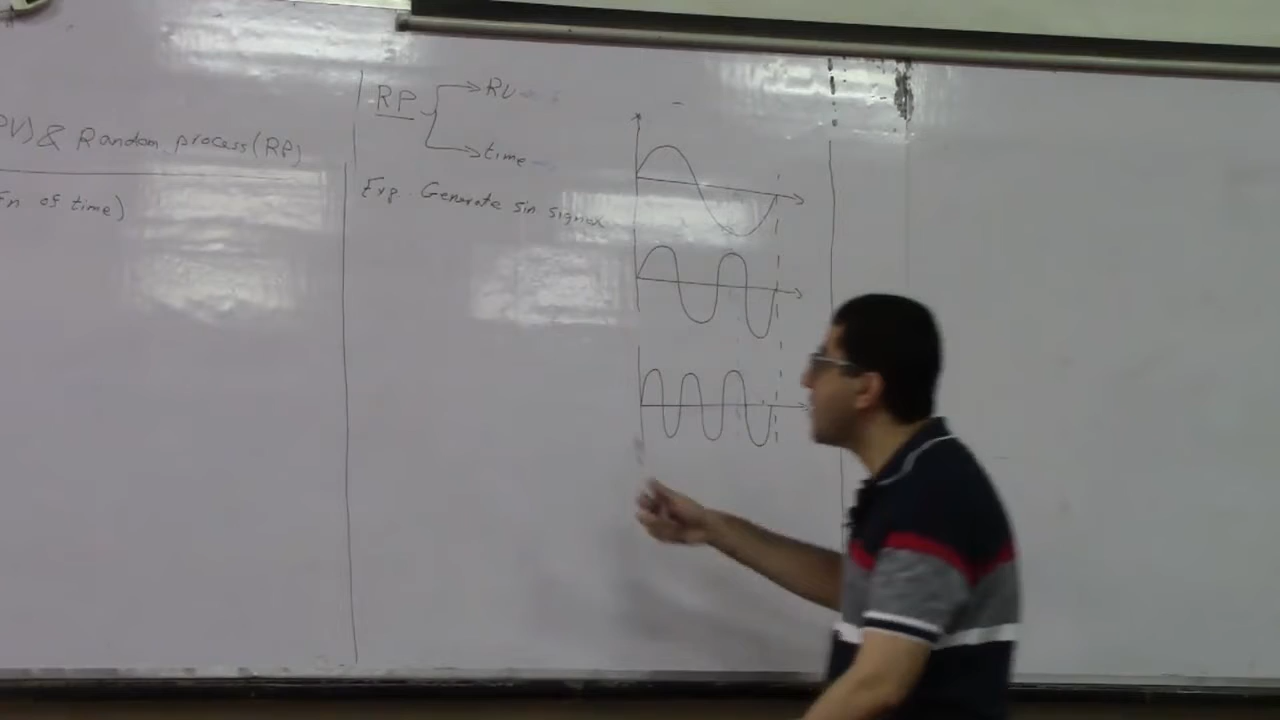 RV) & Random process (RP)
Fn of time)
RP
RV
time
Exp. Generate sin signal